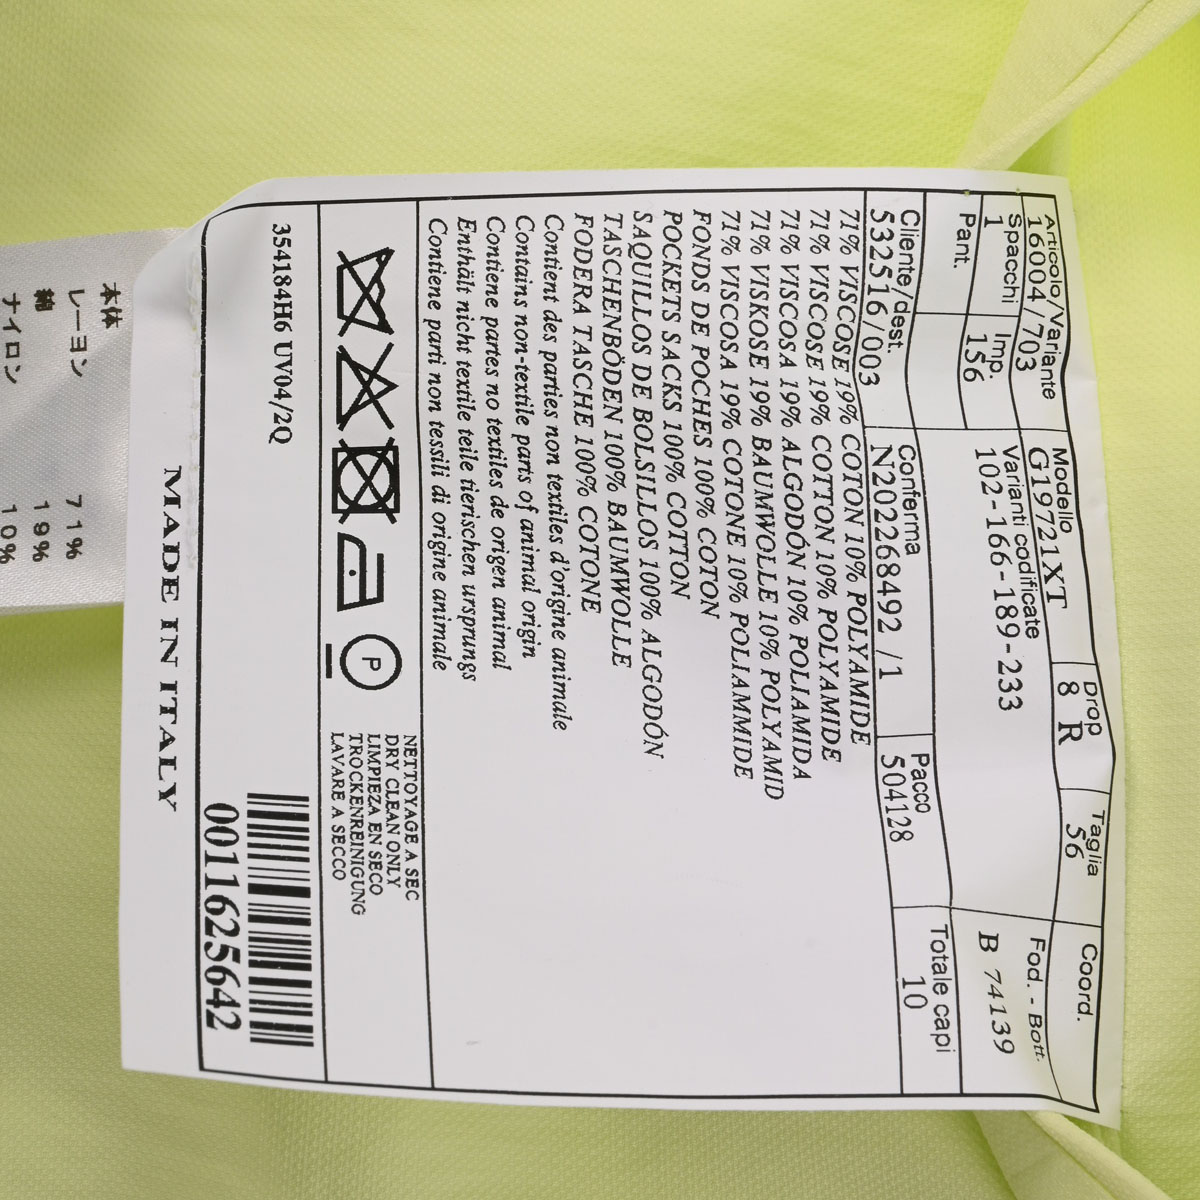 Articolo/Variante Modello Drop Taglia Coord.
16004/703 G19721XT 8 R 56
Spacchi Imp. Varianti codificate Fod. - Bott.
1 156 102-166-189-233 B 74139
Pant.
Cliente/dest. Conferma Pacco Totale capi
532516/003 N202268492 /1 504128 10
71% VISCOSE 19% COTON 10% POLYAMIDE
71% VISCOSE 19% COTTON 10% POLYAMIDE
71% VISCOSA 19% ALGODÓN 10% POLIAMIDA
71% VISKOSE 19% BAUMWOLLE 10% POLYAMID
71% VISCOSA 19% COTONE 10% POLIAMMIDE
FONDS DE POCHES 100% COTON
POCKETS SACKS 100% COTTON
SAQUILLOS DE BOLSILLOS 100% ALGODÓN
TASCHENBÖDEN 100% BAUMWOLLE
FODERA TASCHE 100% COTONE
Contient des parties non textiles d'origine animale
Contains non-textile parts of animal origin
Contiene partes no textiles de origen animal
Enthält nicht textile teile tierischen ursprungs
Contiene parti non tessili di origine animale
P
NETTOYAGE A SEC
DRY CLEAN ONLY
LIMPIEZA EN SECO
TROCKENREINIGUNG
LAVARE A SECCO
354184H6 UV04/2Q
0011625642
MADE IN ITALY
本体
レーヨン 71%
綿 19%
ナイロン 10%